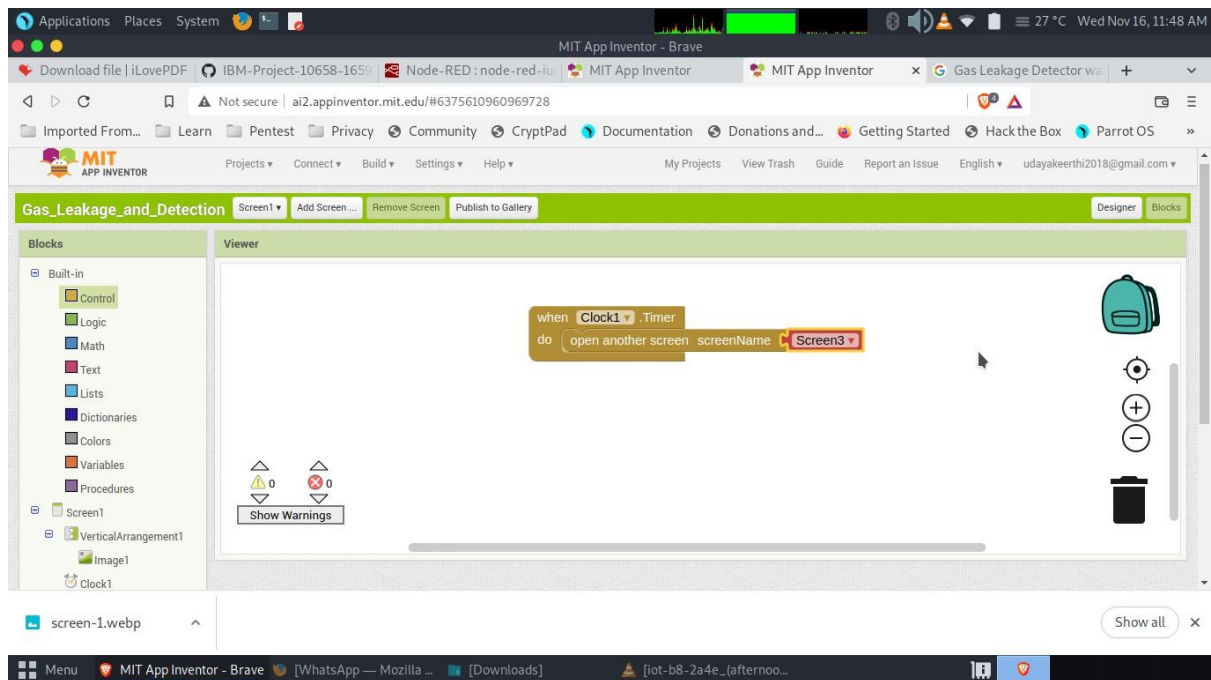 Applications Places System
27 °C Wed Nov 16, 11:48 AM
MIT App Inventor - Brave
Download file | iLovePDF
IBM-Project-10658-1659
Node-RED : node-red-iu
MIT App Inventor
MIT App Inventor
Gas Leakage Detector wa
Not secure ai2.appinventor.mit.edu/#6375610960969728
Imported From... Learn Pentest Privacy Community CryptPad Documentation Donations and... Getting Started Hack the Box Parrot OS »
MIT
APP INVENTOR
Projects Connect Build Settings Help
My Projects View Trash Guide Report an Issue English udayakeerthi2018@gmail.com
Gas_Leakage_and_Detection Screen1 Add Screen ... Remove Screen Publish to Gallery
Designer Blocks
Blocks
Viewer
Built-in
Control
Logic
Math
Text
Lists
Dictionaries
Colors
Variables
Procedures
Screen1
VerticalArrangement1
Image1
Clock1
when Clock1 .Timer
do open another screen screenName Screen3
0 0
Show Warnings
screen-1.webp
Show all
Menu MIT App Inventor - Brave [WhatsApp — Mozilla ... [Downloads] [iot-b8-2a4e_(afternoo...